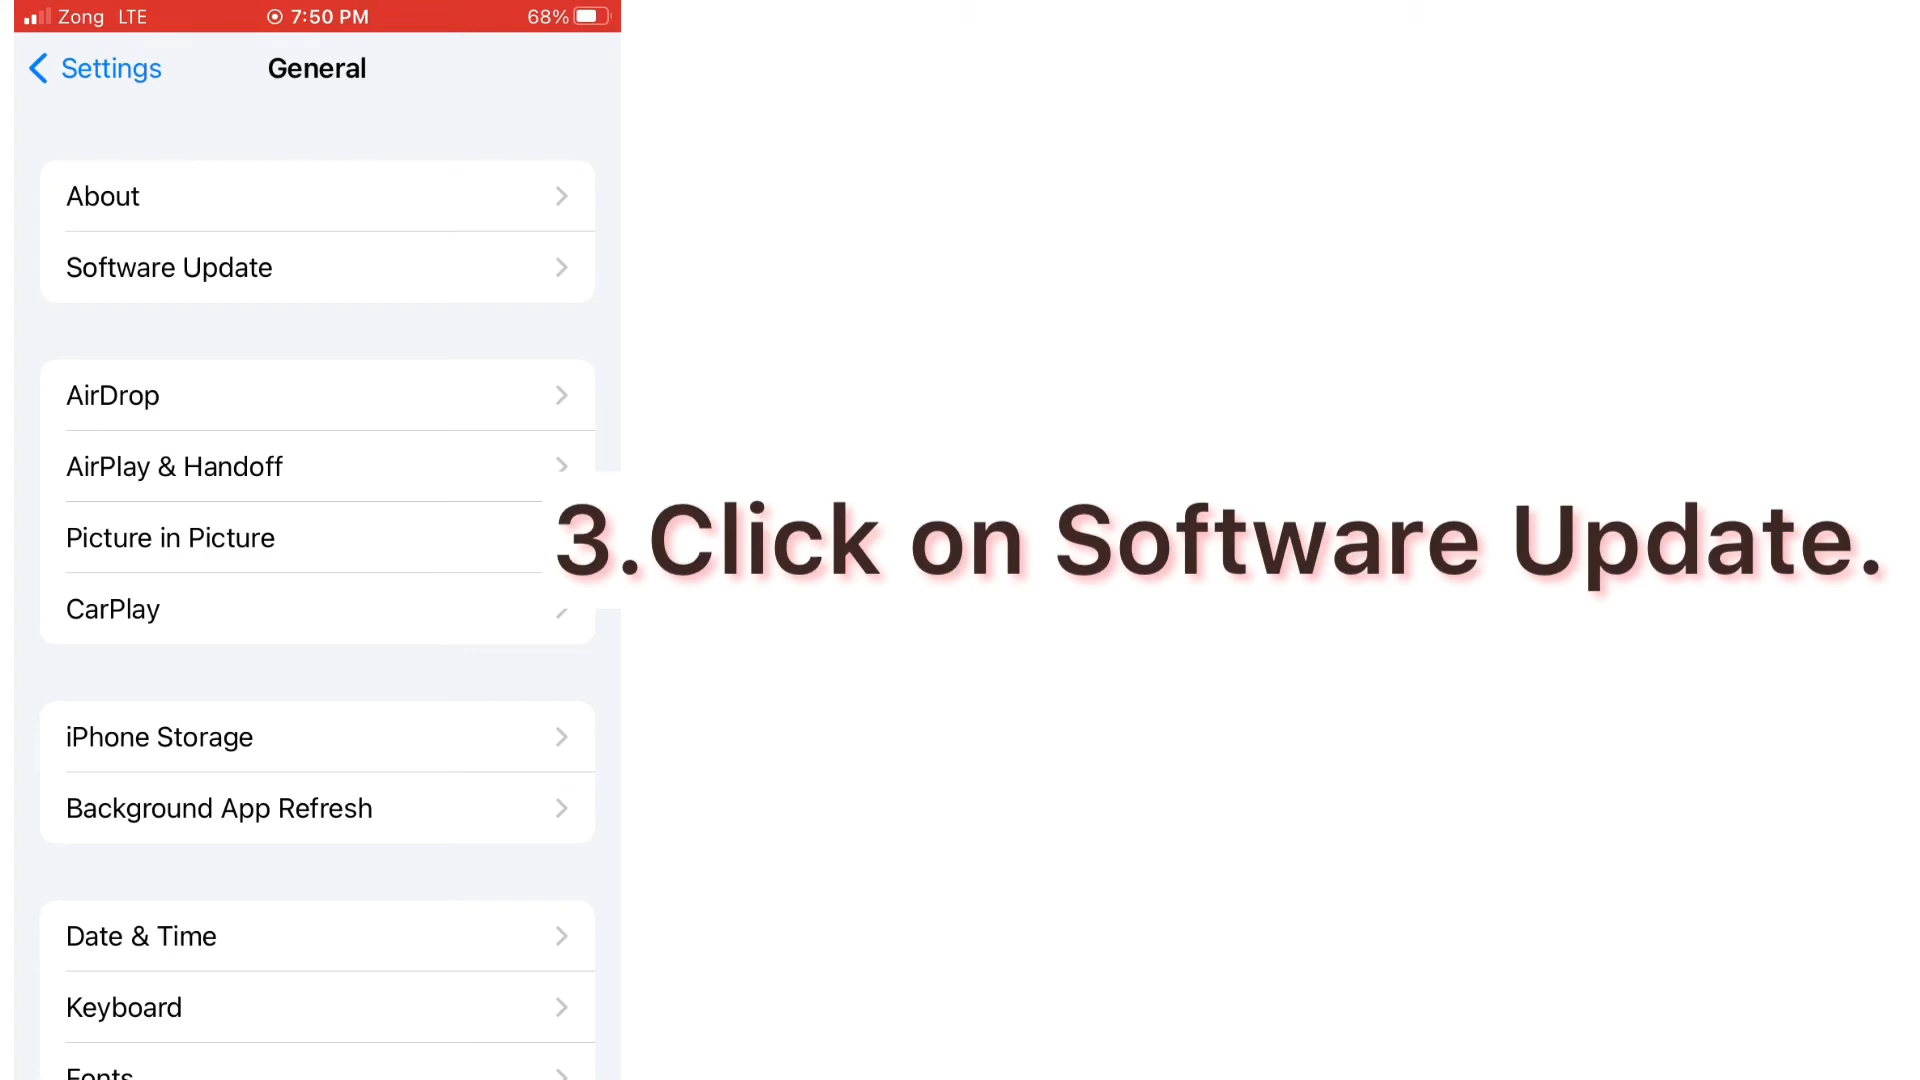 Zong LTE 7:50 PM 68%
Settings General
About
Software Update
AirDrop
AirPlay & Handoff
Picture in Picture
3.Click on Software Update.
CarPlay
iPhone Storage
Background App Refresh
Date & Time
Keyboard
Fonts